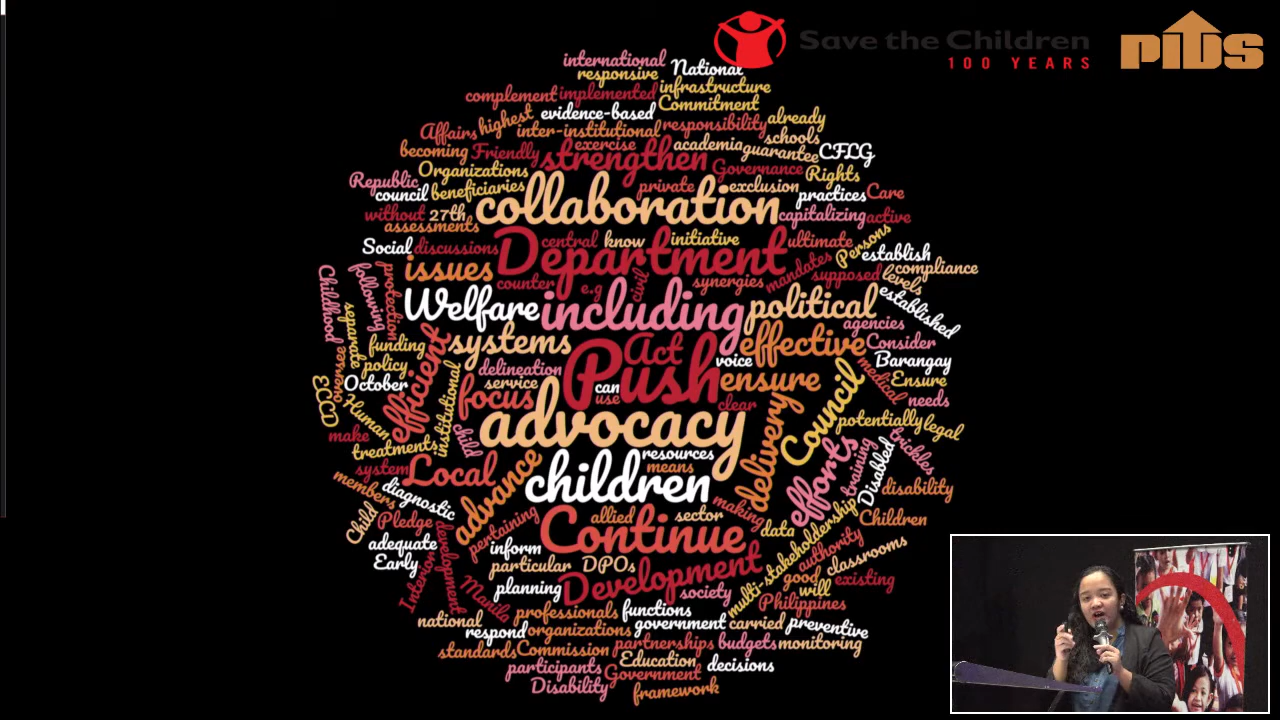 Save the Children
100 YEARS
PIDS
international
National
responsive
infrastructure
complement
implemented
Commitment
evidence-based
highest
already
Affairs
inter-institutional
responsibility
schools
exercise
academia
guarantee
CFLG
becoming
Friendly
strengthen
Governance
Rights
Organizations
Republic
council
beneficiaries
private
exclusion
practices
Care
collaboration
without
27th
capitalizing
active
assessments
Social
discussions
central
know
initiative
ultimate
Persons
establish
Department
issues
counter
e.g
civil
synergies
mandates
supposed
levels
compliance
Childhood
following
protection
Welfare
including
political
established
separate
agencies
funding
efficient
systems
Act
voice
effective
Consider
policy
delineation
Push
Barangay
oversee
October
service
can
ensure
medical
Ensure
ECCD
Human
institutional
focus
use
clear
Council
needs
make
child
advocacy
delivery
potentially
legal
treatments
resources
efforts
trickles
system
Local
advance
means
training
Disabled
members
diagnostic
children
making
disability
Child
Pledge
pertaining
allied
sector
data
multi-stakeholdership
Children
adequate
development
inform
Continue
authority
classrooms
Early
particular
DPOs
good
existing
Interior
Manila
planning
Development
society
will
Philippines
national
professionals
functions
government
carried
preventive
respond
organizations
standards
Commission
partnerships
budgets
monitoring
participants
Education
decisions
Government
Disability
framework